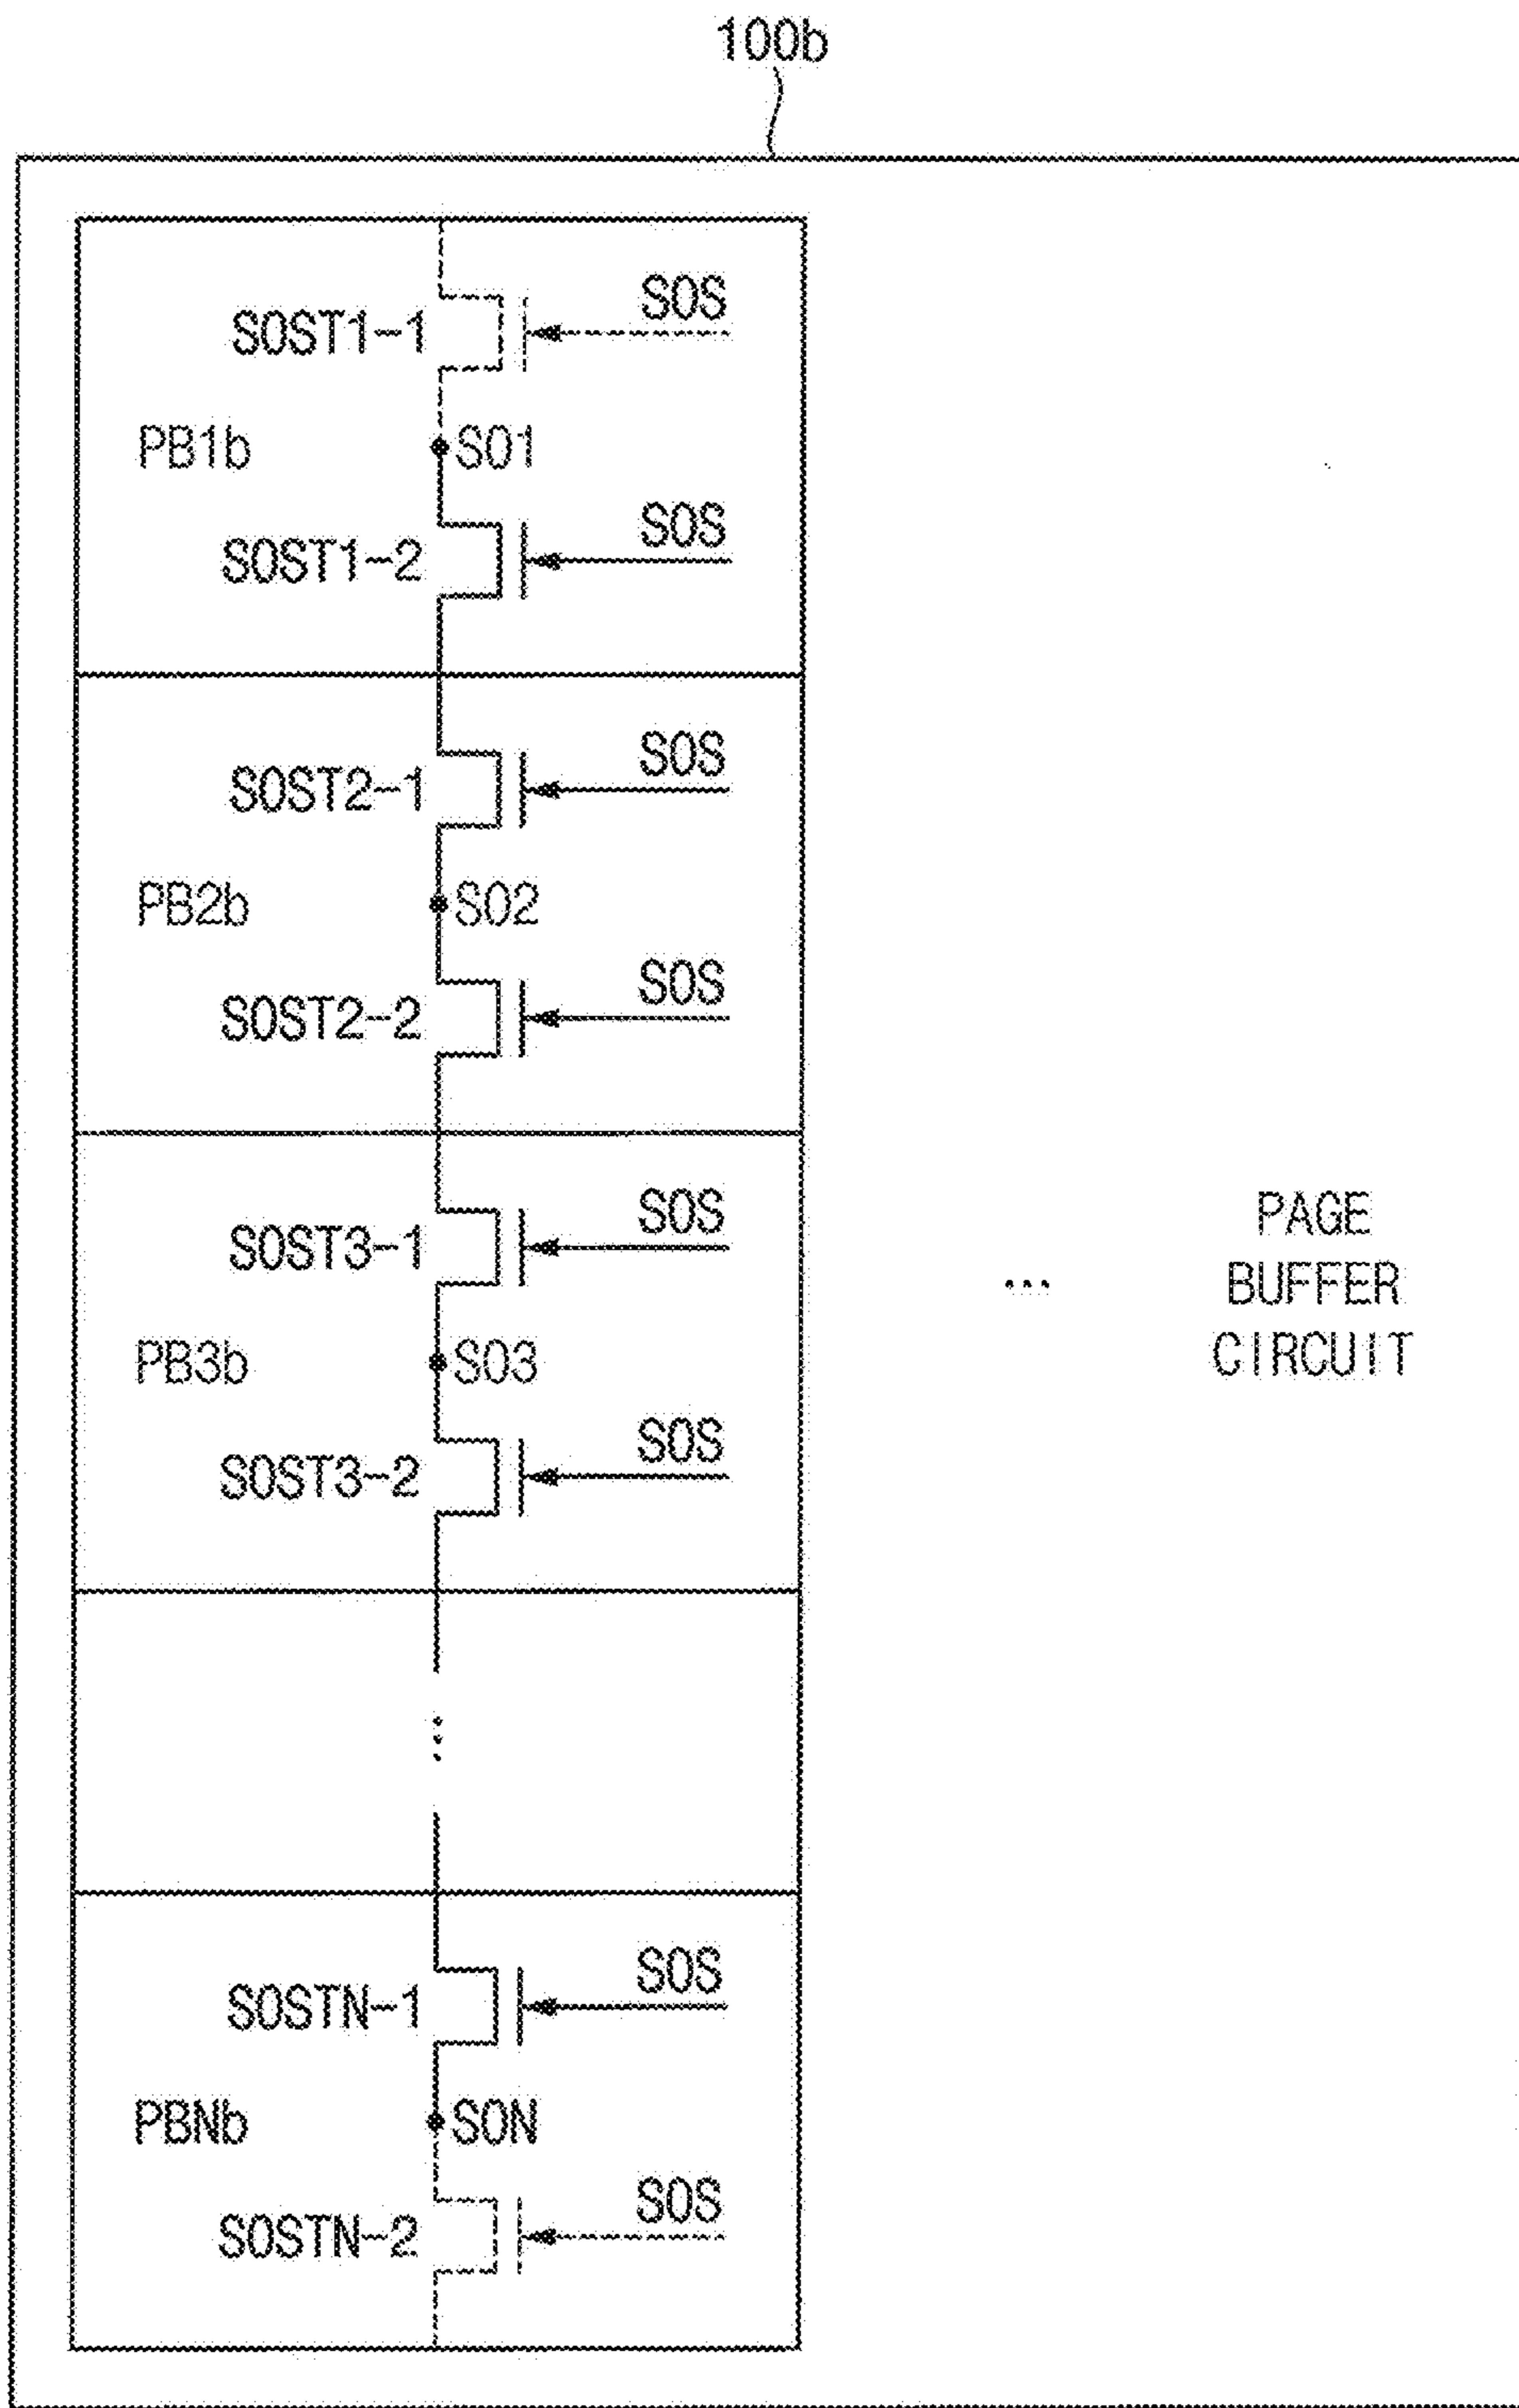 100b
SOS
SOST1-1
PB1b
SO1
SOS
SOST1-2
SOS
SOST2-1
PB2b
SO2
SOS
SOST2-2
SOS
SOST3-1
PB3b
SO3
SOS
SOST3-2
...
PAGE
BUFFER
CIRCUIT
...
SOS
SOSTN-1
PBNb
SON
SOS
SOSTN-2